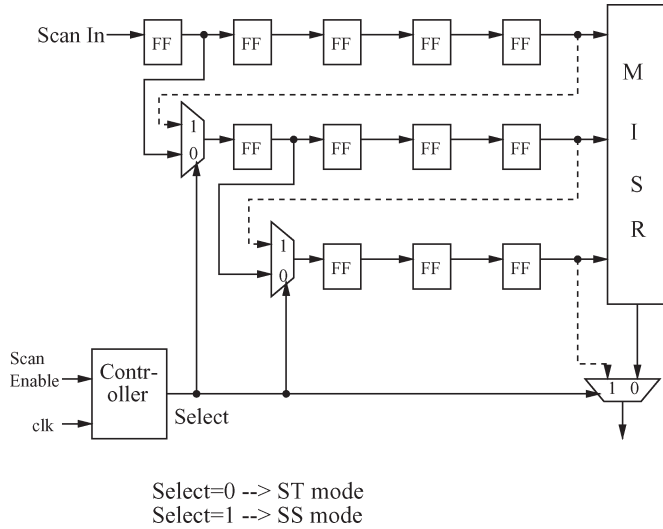 Scan In
FF FF FF FF FF
M
I
S
R
1
0
FF FF FF FF
1
0
FF FF FF
Scan
Enable
clk
Contr-
oller
Select
1 0
Select=0 --> ST mode
Select=1 --> SS mode